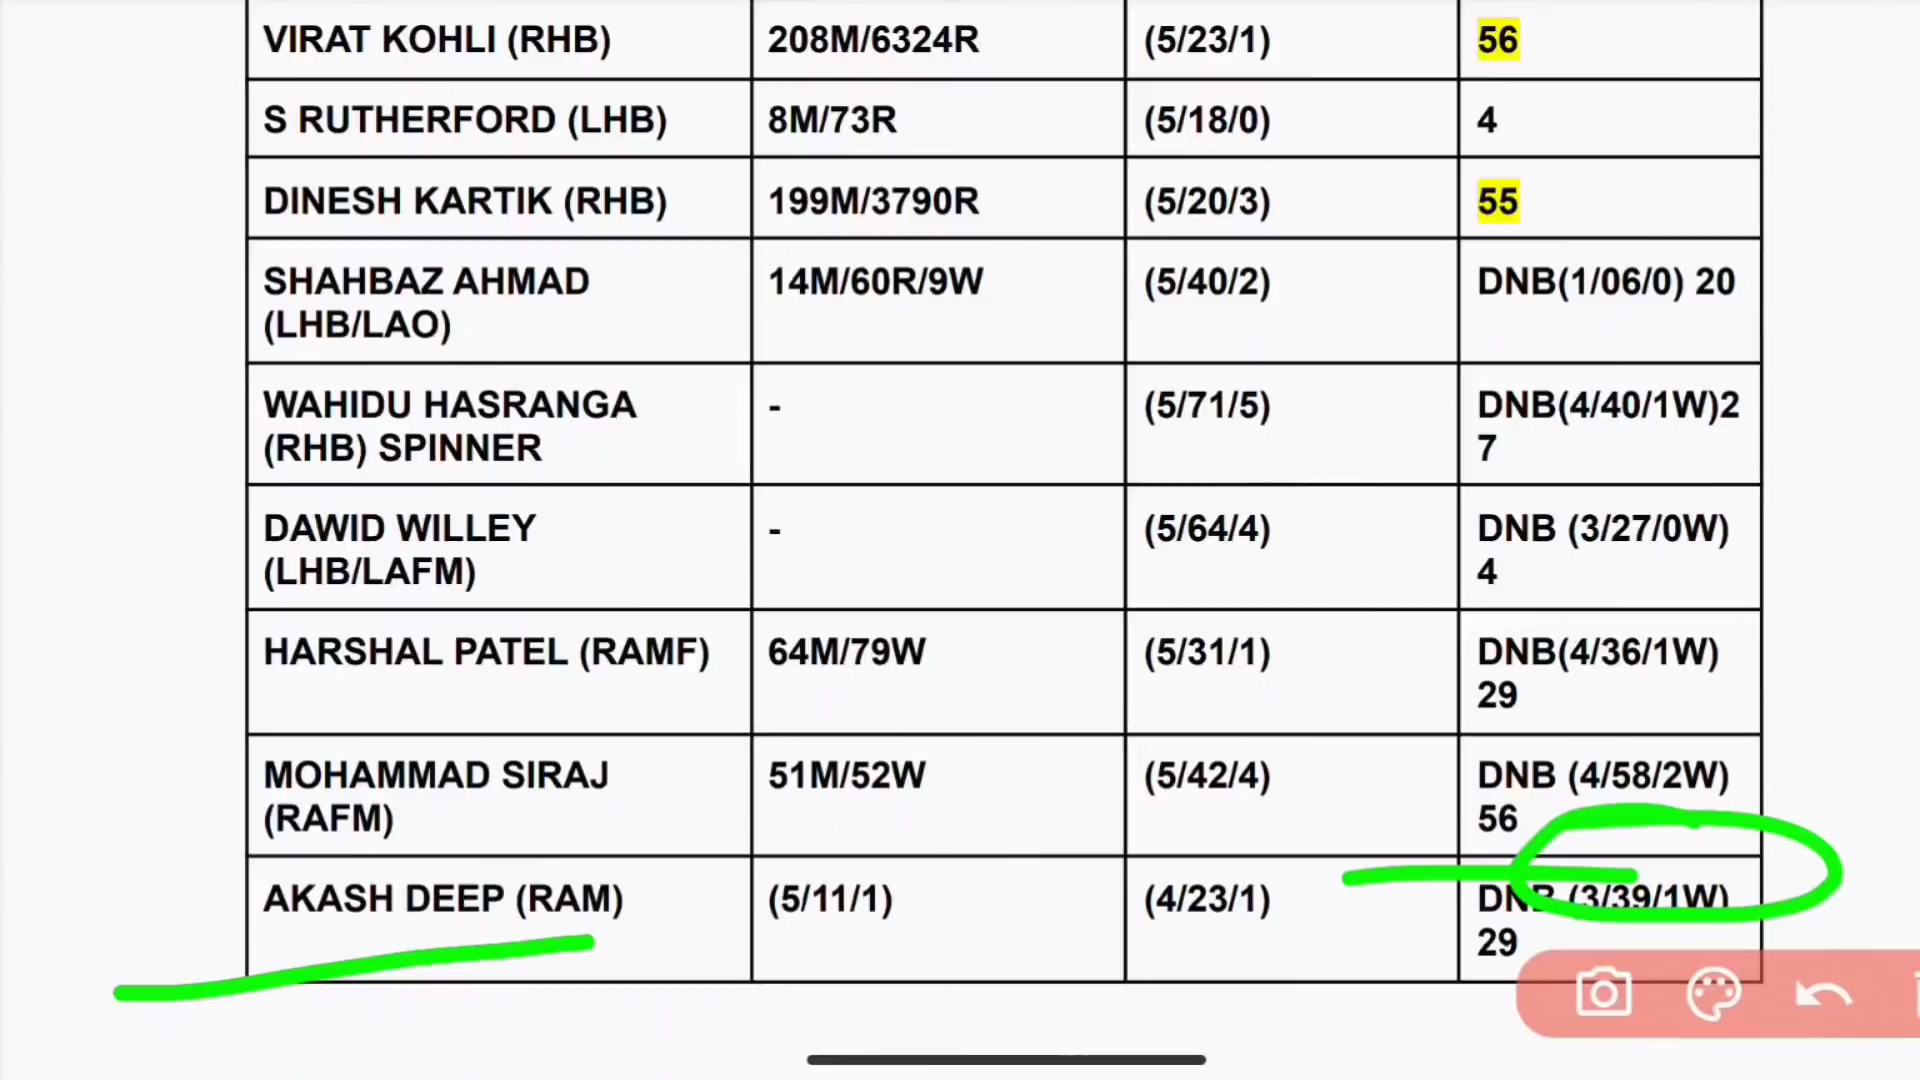 VIRAT KOHLI (RHB) 208M/6324R (5/23/1) 56
S RUTHERFORD (LHB) 8M/73R (5/18/0) 4
DINESH KARTIK (RHB) 199M/3790R (5/20/3) 55
SHAHBAZ AHMAD 14M/60R/9W (5/40/2) DNB(1/06/0) 20
(LHB/LAO)
WAHIDU HASRANGA - (5/71/5) DNB(4/40/1W)2
(RHB) SPINNER 7
DAWID WILLEY - (5/64/4) DNB (3/27/0W)
(LHB/LAFM) 4
HARSHAL PATEL (RAMF) 64M/79W (5/31/1) DNB(4/36/1W)
29
MOHAMMAD SIRAJ 51M/52W (5/42/4) DNB (4/58/2W)
(RAFM) 56
AKASH DEEP (RAM) (5/11/1) (4/23/1) DNB (3/39/1W)
29